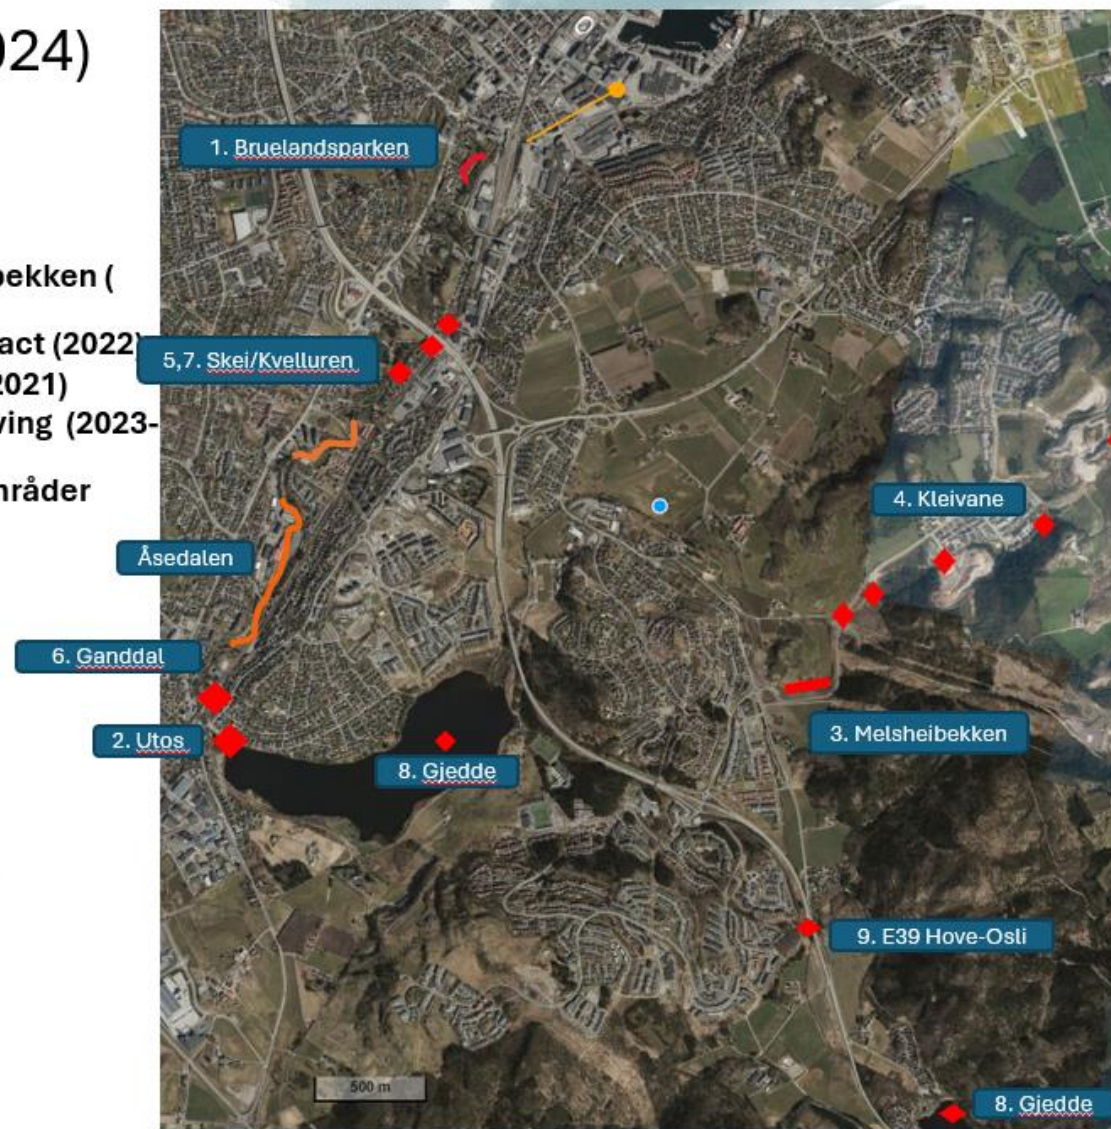 024)
1. Bruelandsparken
bekken (
act (2022)
5,7. Skei/Kvelluren
2021)
ving (2023-
nråder
4. Kleivane
Åsedalen
6. Ganddal
2. Utos
3. Melsheibekken
8. Gjedde
9. E39 Hove-Osli
500 m
8. Gjedde